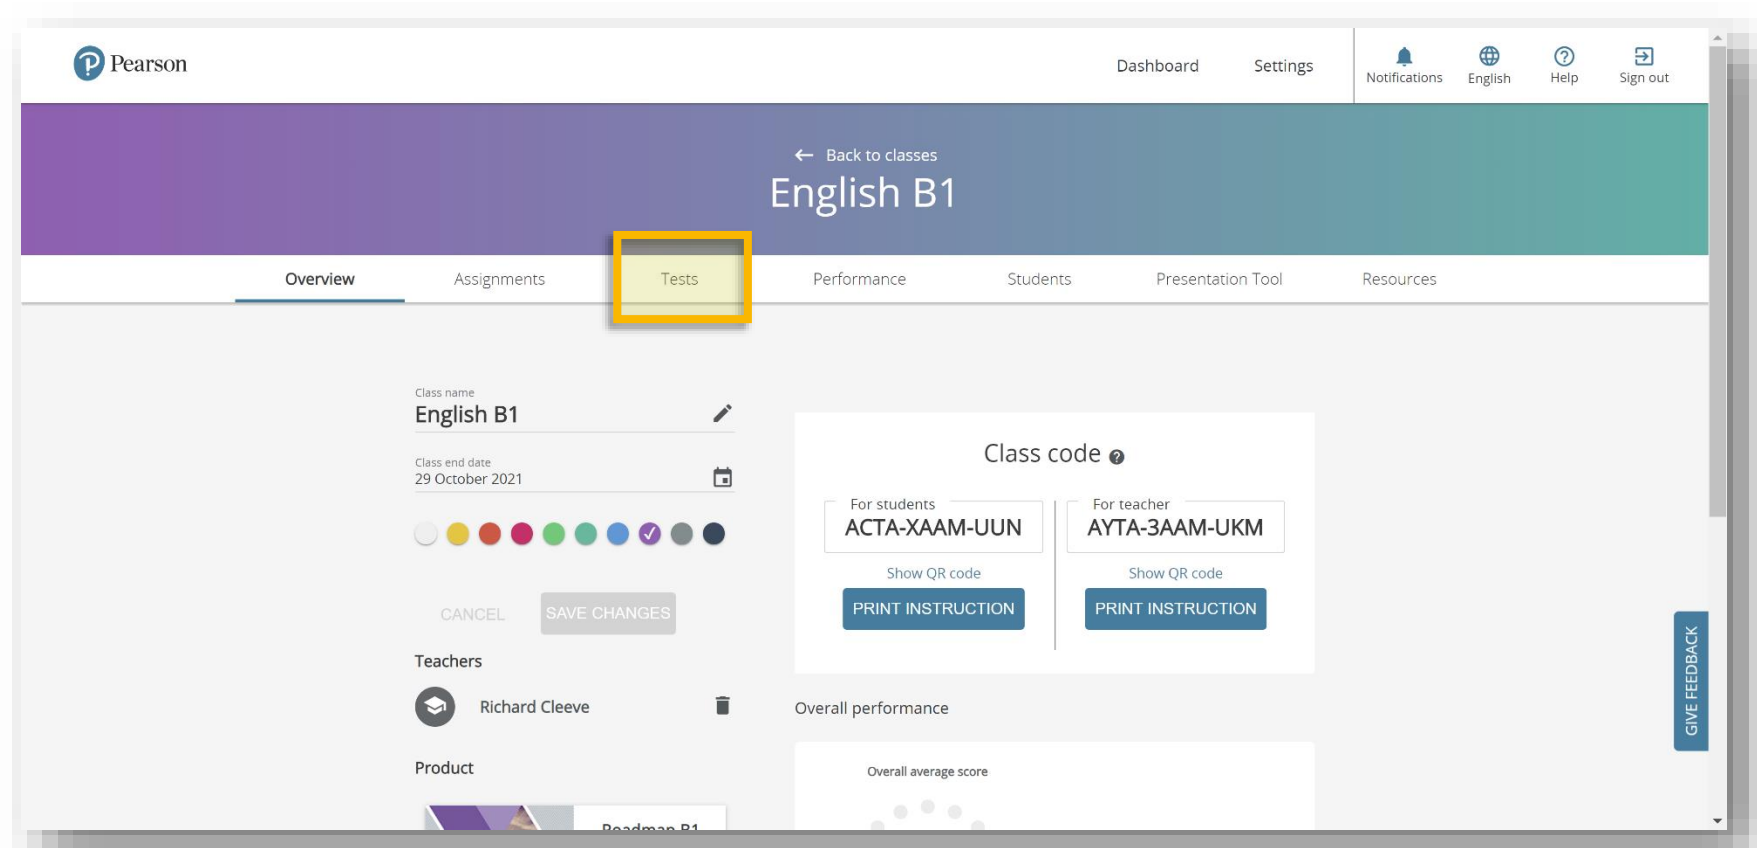 Pearson
Dashboard
Settings
Notifications
English
Help
Sign out
Back to classes
English B1
Overview
Assignments
Tests
Performance
Students
Presentation Tool
Resources
Class name
English B1
Class end date
29 October 2021
CANCEL
SAVE CHANGES
Teachers
Richard Cleeve
Product
Roadmap B1
Class code
For students
ACTA-XAAM-UUN
Show QR code
PRINT INSTRUCTION
For teacher
AYTA-3AAM-UKM
Show QR code
PRINT INSTRUCTION
Overall performance
Overall average score
GIVE FEEDBACK